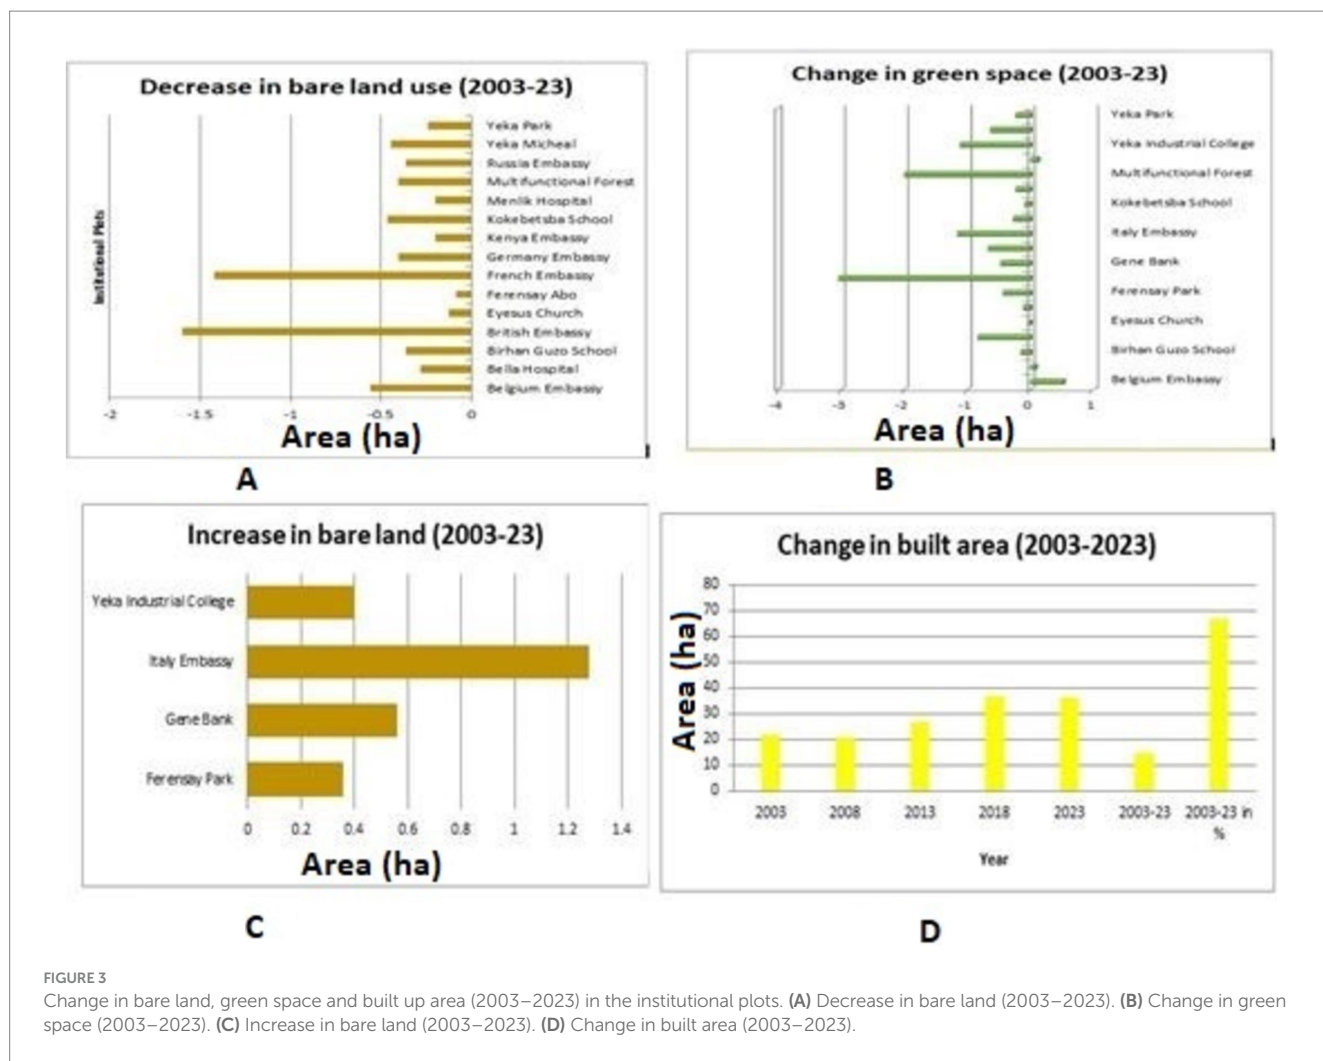 Decrease in bare land use (2003-23)
Institutional Plots
Yeka Park
Yeka Micheal
Russia Embassy
Multifunctional Forest
Menlik Hospital
Kokebetsba School
Kenya Embassy
Germany Embassy
French Embassy
Ferensay Abo
Eyesus Church
British Embassy
Birhan Guzo School
Bella Hospital
Belgium Embassy
-2 -1.5 -1 -0.5 0
Area (ha)
A
Change in green space (2003-23)
Yeka Park
Yeka Industrial College
Multifunctional Forest
Kokebetsba School
Italy Embassy
Gene Bank
Ferensay Park
Eyesus Church
Birhan Guzo School
Belgium Embassy
-4 -3 -2 -1 0 1
Area (ha)
B
Increase in bare land (2003-23)
Yeka Industrial College
Italy Embassy
Gene Bank
Ferensay Park
0 0.2 0.4 0.6 0.8 1 1.2 1.4
Area (ha)
C
Change in built area (2003-2023)
Area (ha)
80
70
60
50
40
30
20
10
0
2003 2008 2013 2018 2023 2003-23 2003-23 in
%
Year
D
FIGURE 3
Change in bare land, green space and built up area (2003–2023) in the institutional plots. (A) Decrease in bare land (2003–2023). (B) Change in green
space (2003–2023). (C) Increase in bare land (2003–2023). (D) Change in built area (2003–2023).